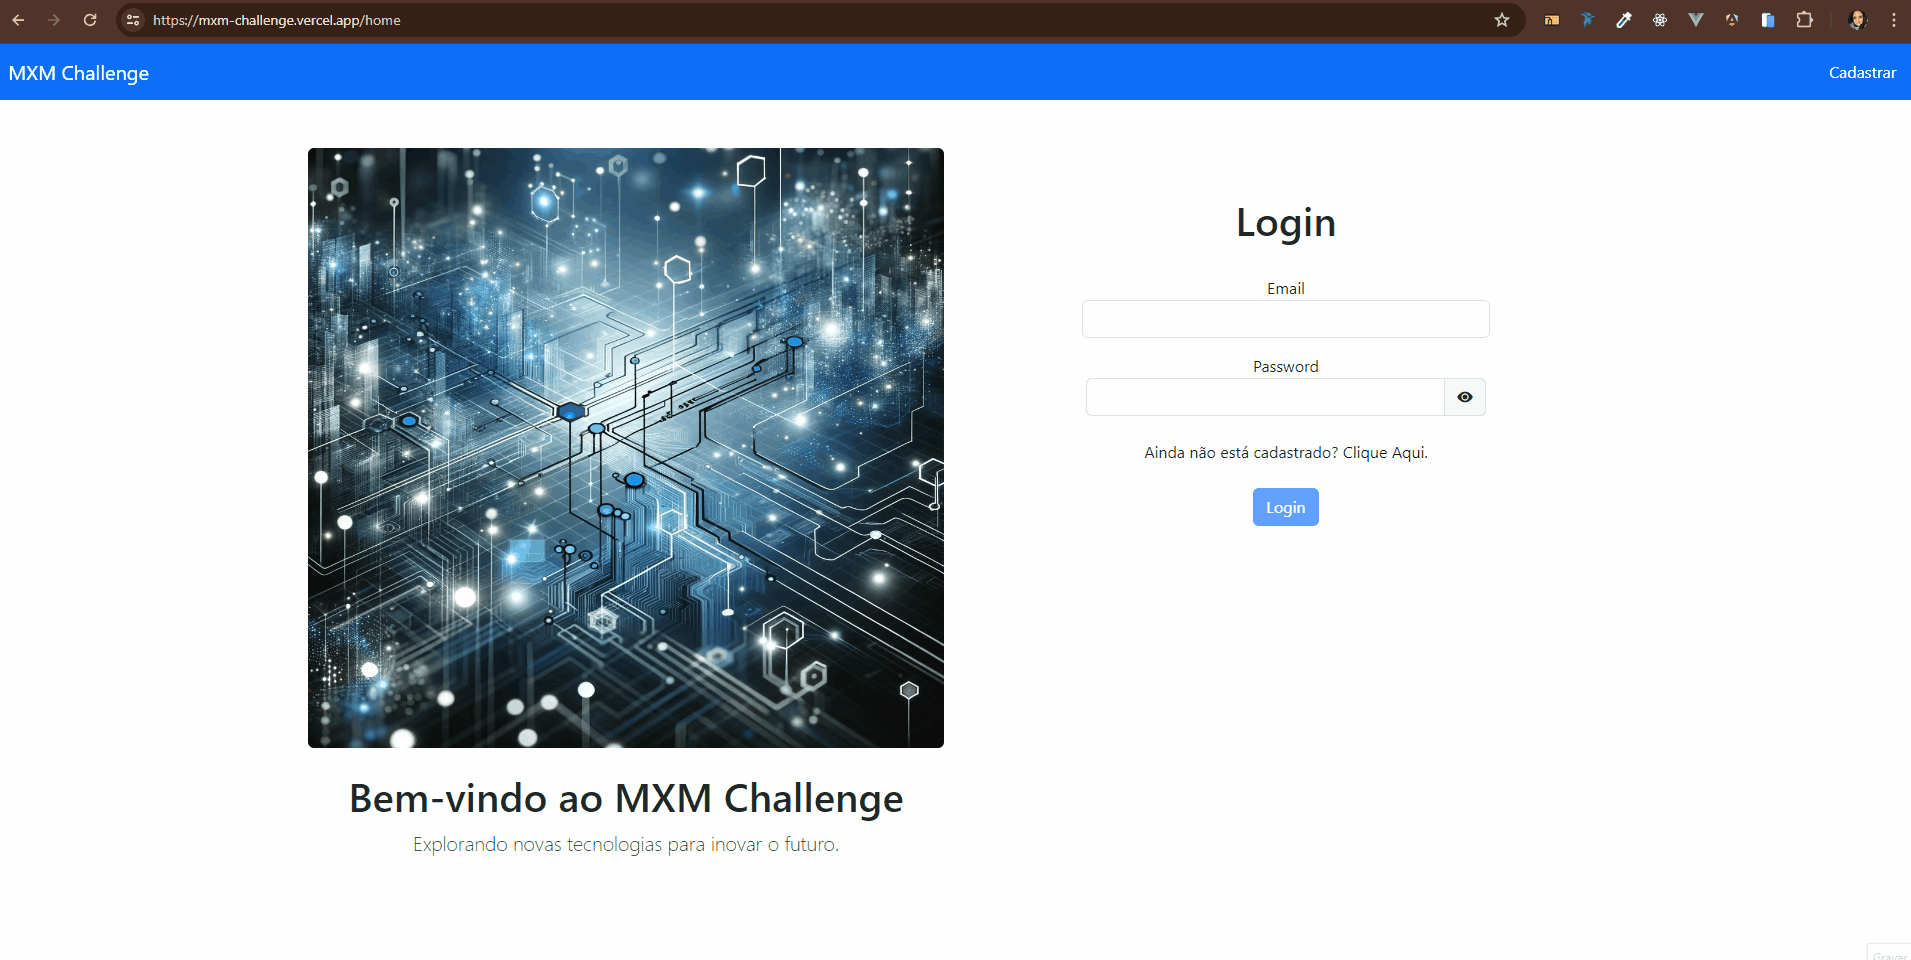 https://mxm-challenge.vercel.app/home
MXM Challenge
Cadastrar
Login
Email
Password
Ainda não está cadastrado? Clique Aqui.
Login
Bem-vindo ao MXM Challenge
Explorando novas tecnologias para inovar o futuro.
Gravar